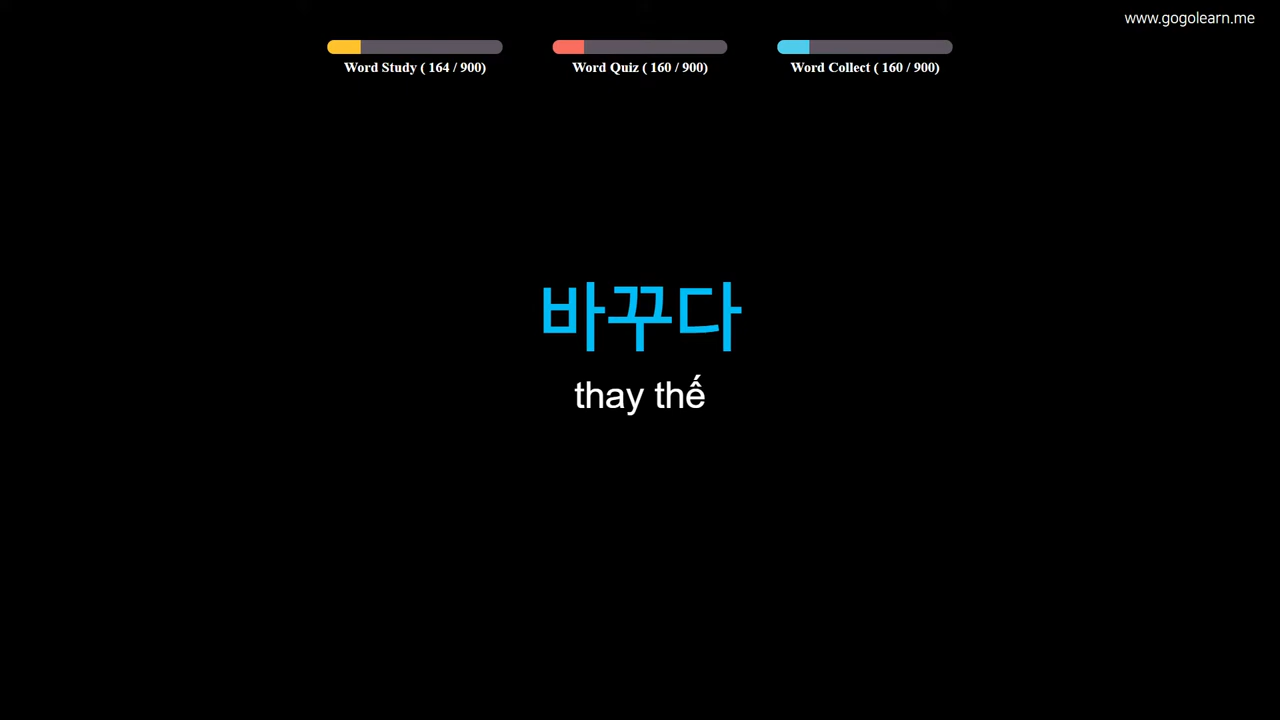 www.gogolearn.me
Word Study ( 164 / 900)
Word Quiz ( 160 / 900)
Word Collect ( 160 / 900)
바꾸다
thay thế